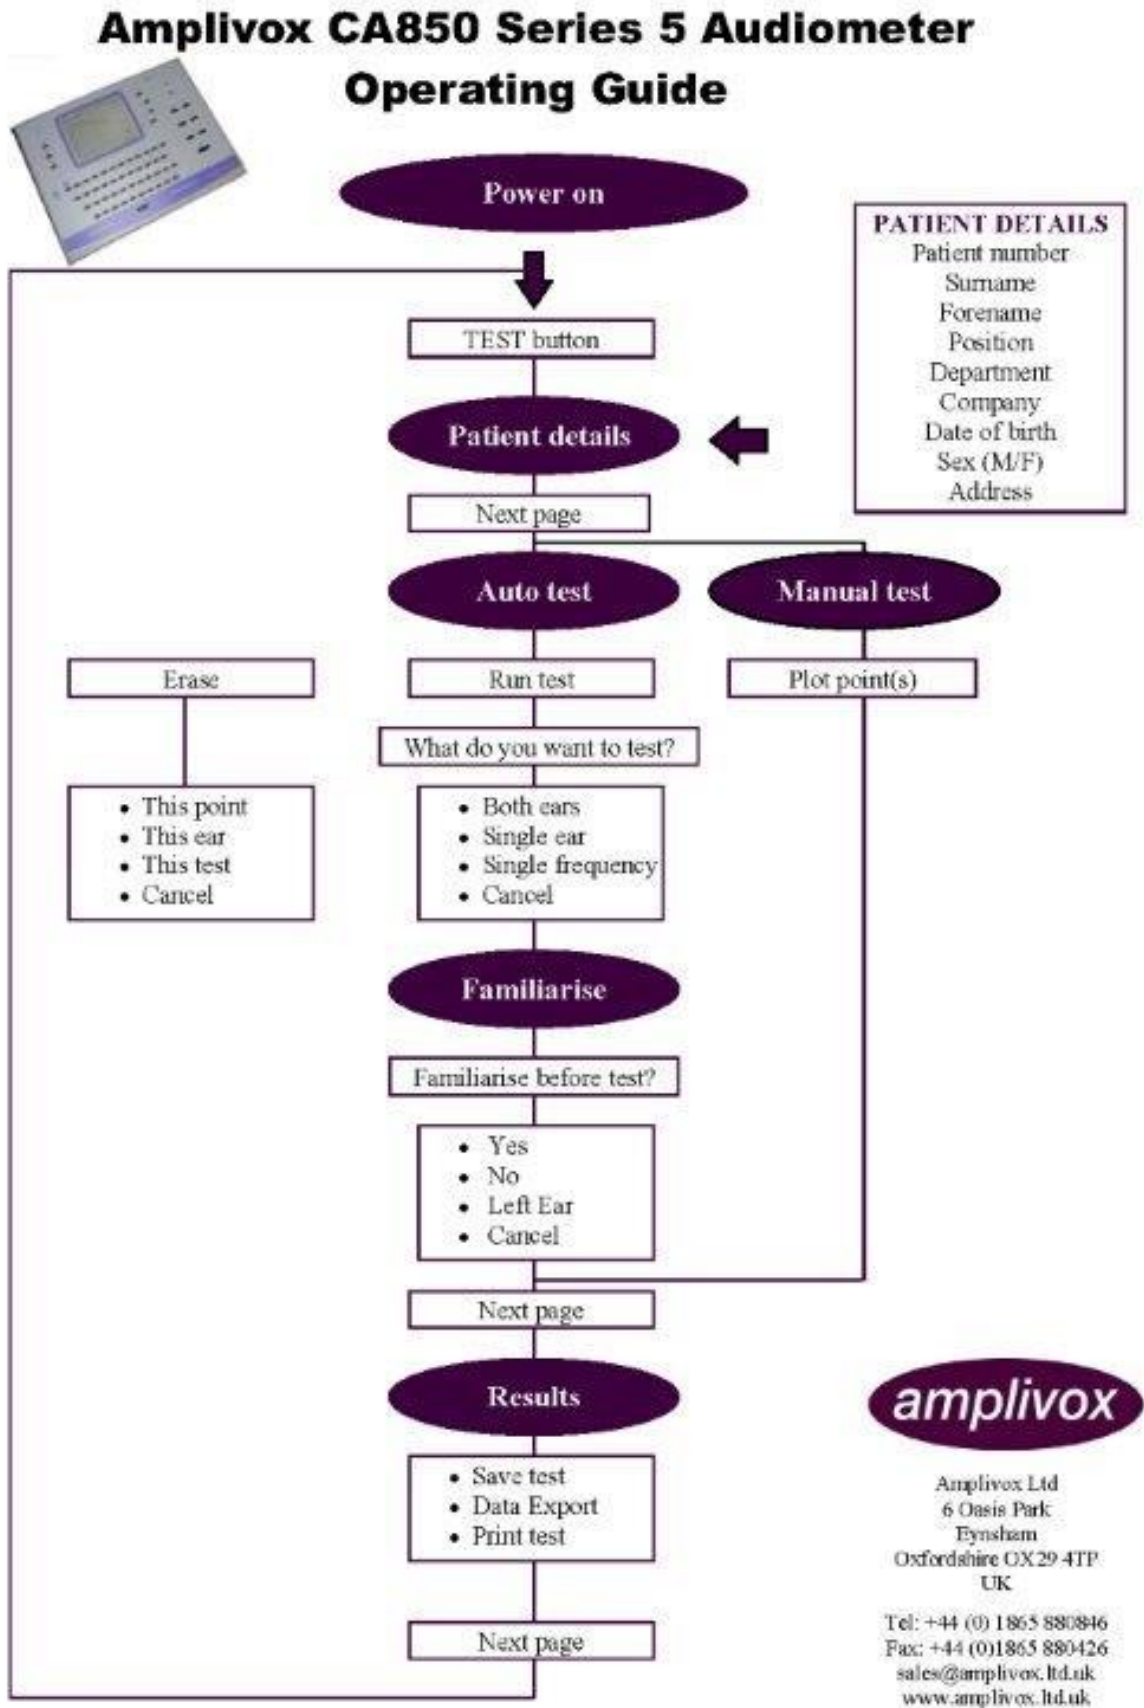 Amplivox CA850 Series 5 Audiometer
Operating Guide
Power on
PATIENT DETAILS
Patient number
Surname
Forename
Position
Department
Company
Date of birth
Sex (M/F)
Address
TEST button
Patient details
Next page
Auto test
Manual test
Erase
Run test
Plot point(s)
What do you want to test?
• This point
• This ear
• This test
• Cancel
• Both ears
• Single ear
• Single frequency
• Cancel
Familiarise
Familiarise before test?
• Yes
• No
• Left Ear
• Cancel
Next page
Results
• Save test
• Data Export
• Print test
Next page
amplivox
Amplivox Ltd
6 Oasis Park
Eynsham
Oxfordshire OX29 4TP
UK
Tel: +44 (0) 1865 880846
Fax: +44 (0)1865 880426
sales@amplivox.ltd.uk
www.amplivox.ltd.uk